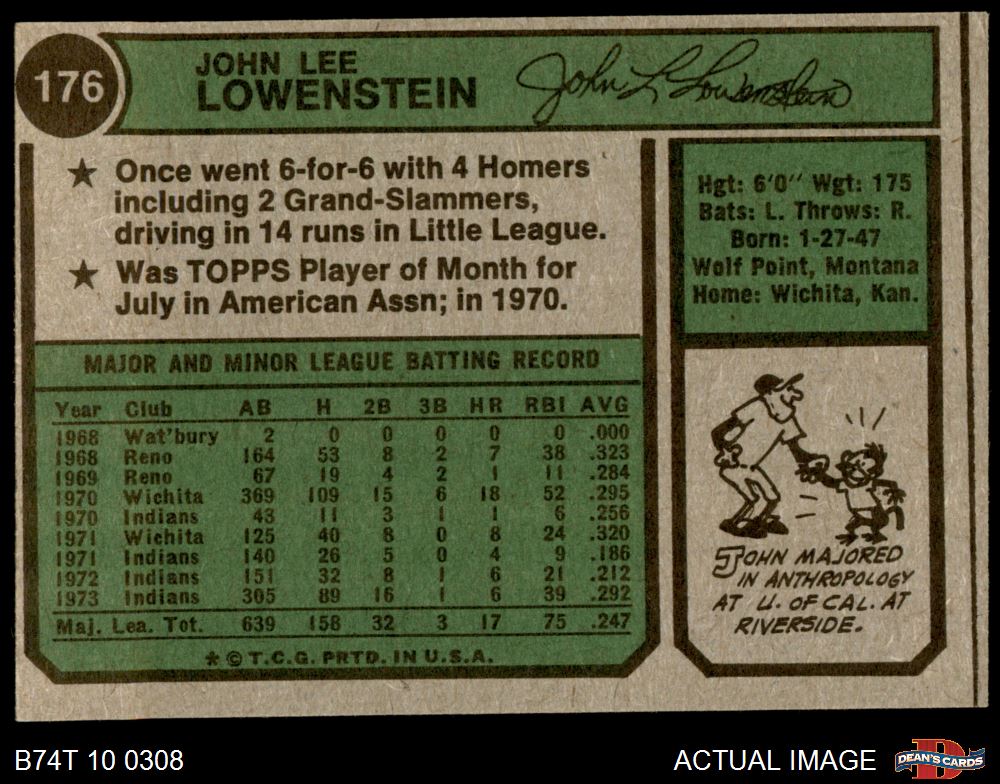 176
JOHN LEE
LOWENSTEIN
John L Lowenstein
★ Once went 6-for-6 with 4 Homers
including 2 Grand-Slammers,
driving in 14 runs in Little League.
★ Was TOPPS Player of Month for
July in American Assn; in 1970.
Hgt: 6'0" Wgt: 175
Bats: L. Throws: R.
Born: 1-27-47
Wolf Point, Montana
Home: Wichita, Kan.
MAJOR AND MINOR LEAGUE BATTING RECORD
Year Club AB H 2B 3B HR RBI AVG
1968 Wat'bury 2 0 0 0 0 0 .000
1968 Reno 164 53 8 2 7 38 .323
1969 Reno 67 19 4 2 1 11 .284
1970 Wichita 369 109 15 6 18 52 .295
1970 Indians 43 11 3 1 1 6 .256
1971 Wichita 125 40 8 0 8 24 .320
1971 Indians 140 26 5 0 4 9 .186
1972 Indians 151 32 8 1 6 21 .212
1973 Indians 305 89 16 1 6 39 .292
Maj. Lea. Tot. 639 158 32 3 17 75 .247
* © T.C.G. PRTD. IN U.S.A.
JOHN MAJORED
IN ANTHROPOLOGY
AT U. OF CAL. AT
RIVERSIDE.
B74T 10 0308
ACTUAL IMAGE
D
DEAN'S CARDS